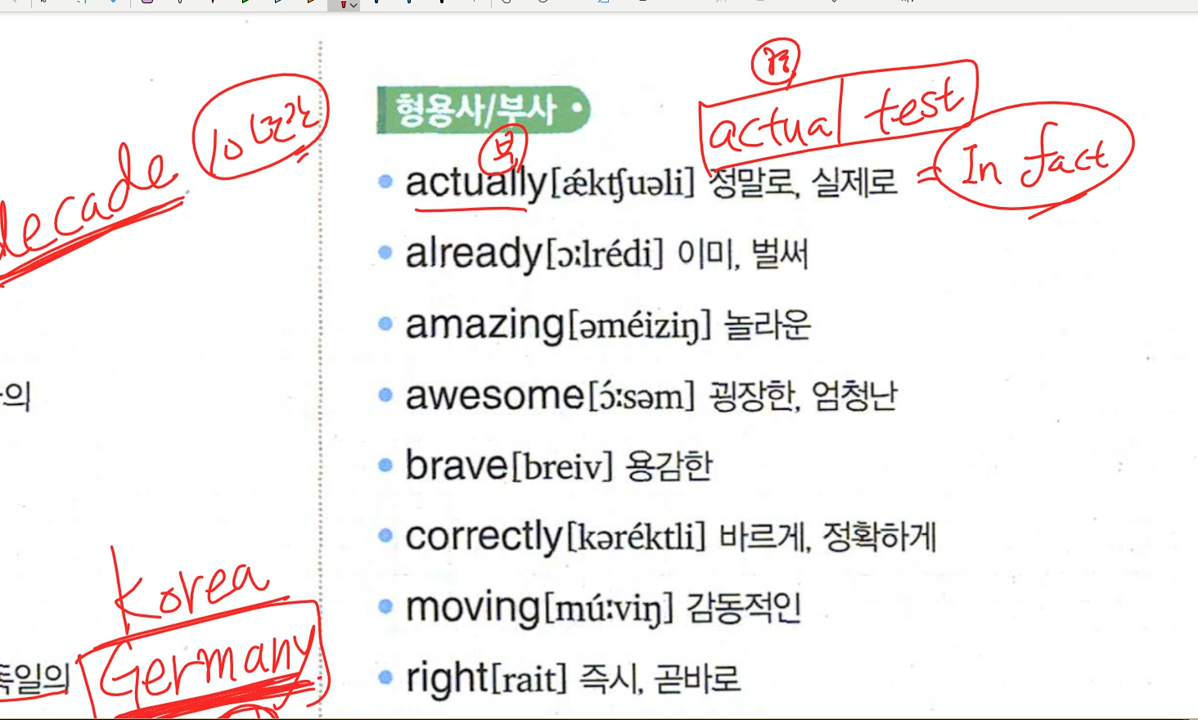 decade 10년간
의
Korea
Germany
독일의
형용사/부사
형
actual test
부
actually[ǽktʃuəli] 정말로, 실제로 = In fact
already[ɔːlrédi] 이미, 벌써
amazing[əméiziŋ] 놀라운
awesome[ɔ́ːsəm] 굉장한, 엄청난
brave[breiv] 용감한
correctly[kəréktli] 바르게, 정확하게
moving[múːviŋ] 감동적인
right[rait] 즉시, 곧바로